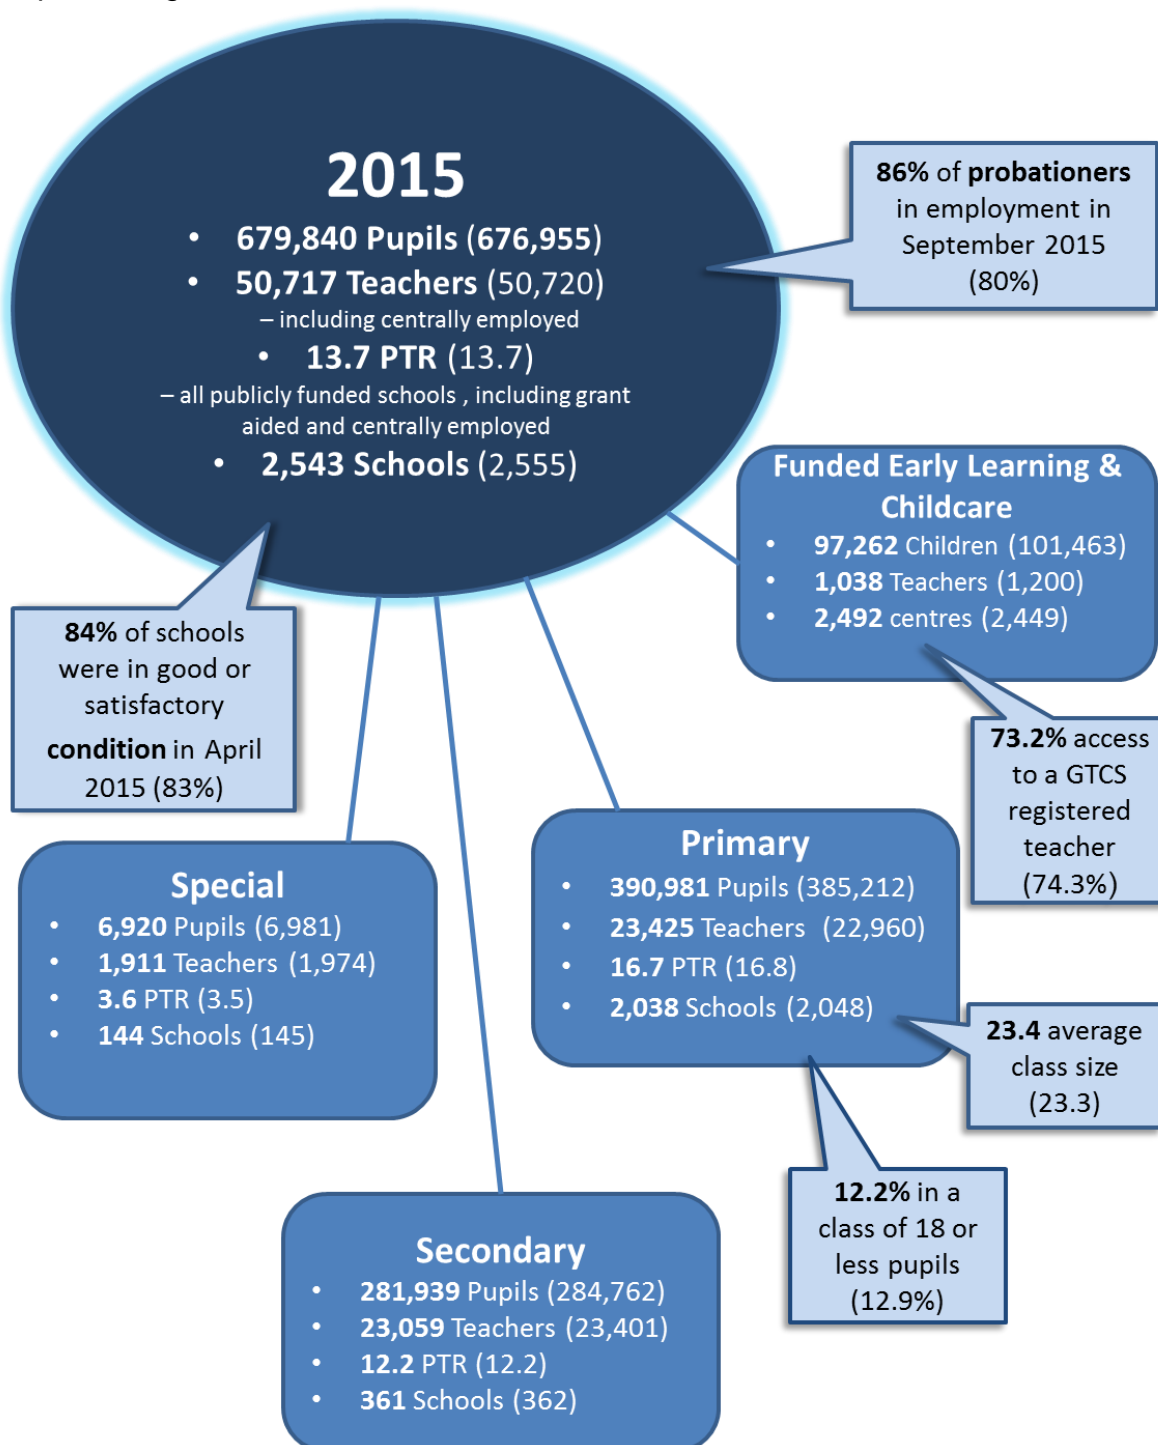 2015
• 679,840 Pupils (676,955)
• 50,717 Teachers (50,720)
– including centrally employed
• 13.7 PTR (13.7)
– all publicly funded schools , including grant
aided and centrally employed
• 2,543 Schools (2,555)
86% of probationers
in employment in
September 2015
(80%)
Funded Early Learning &
Childcare
• 97,262 Children (101,463)
• 1,038 Teachers (1,200)
• 2,492 centres (2,449)
84% of schools
were in good or
satisfactory
condition in April
2015 (83%)
73.2% access
to a GTCS
registered
teacher
(74.3%)
Special
• 6,920 Pupils (6,981)
• 1,911 Teachers (1,974)
• 3.6 PTR (3.5)
• 144 Schools (145)
Primary
• 390,981 Pupils (385,212)
• 23,425 Teachers (22,960)
• 16.7 PTR (16.8)
• 2,038 Schools (2,048)
23.4 average
class size
(23.3)
12.2% in a
class of 18 or
less pupils
(12.9%)
Secondary
• 281,939 Pupils (284,762)
• 23,059 Teachers (23,401)
• 12.2 PTR (12.2)
• 361 Schools (362)